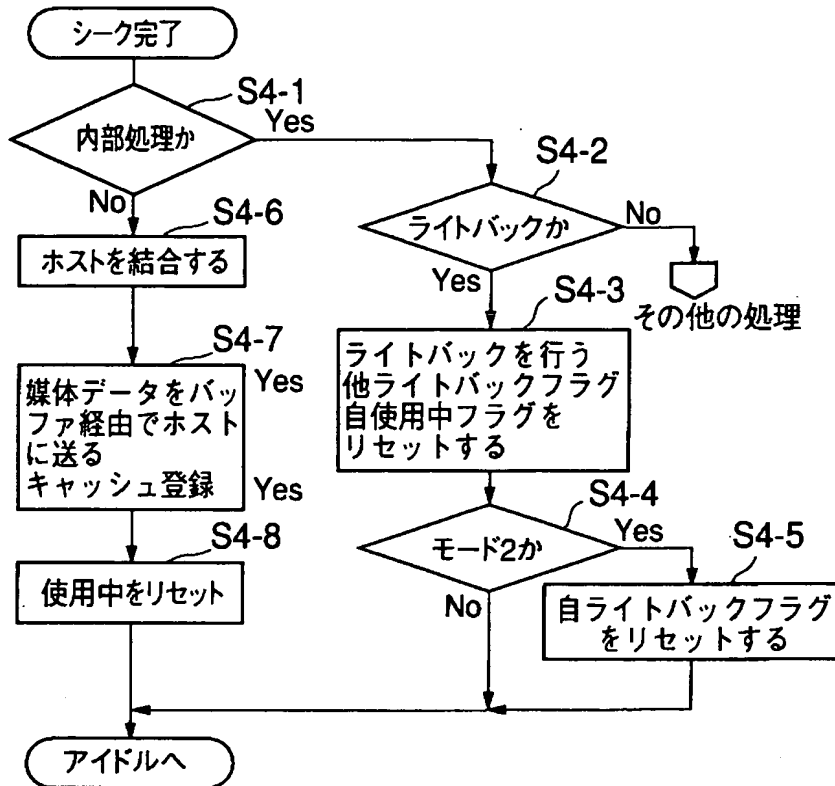 シーク完了
S4-1
内部処理か
Yes
No
S4-2
ライトバックか
No
Yes
その他の処理
S4-3
ライトバックを行う
他ライトバックフラグ
自使用中フラグを
リセットする
S4-4
モード2か
Yes
No
S4-5
自ライトバックフラグ
をリセットする
S4-6
ホストを結合する
S4-7
媒体データをバッ
ファ経由でホスト
に送る
キャッシュ登録
Yes
Yes
S4-8
使用中をリセット
アイドルへ